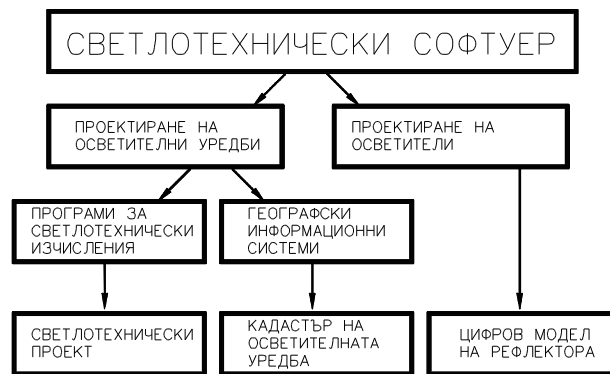 СВЕТЛОТЕХНИЧЕСКИ СОФТУЕР
ПРОЕКТИРАНЕ НА
ОСВЕТИТЕЛНИ УРЕДБИ
ПРОЕКТИРАНЕ НА
ОСВЕТИТЕЛИ
ПРОГРАМИ ЗА
СВЕТЛОТЕХНИЧЕСКИ
ИЗЧИСЛЕНИЯ
ГЕОГРАФСКИ
ИНФОРМАЦИОННИ
СИСТЕМИ
СВЕТЛОТЕХНИЧЕСКИ
ПРОЕКТ
КАДАСТЪР НА
ОСВЕТИТЕЛНАТА
УРЕДБА
ЦИФРОВ МОДЕЛ
НА РЕФЛЕКТОРА